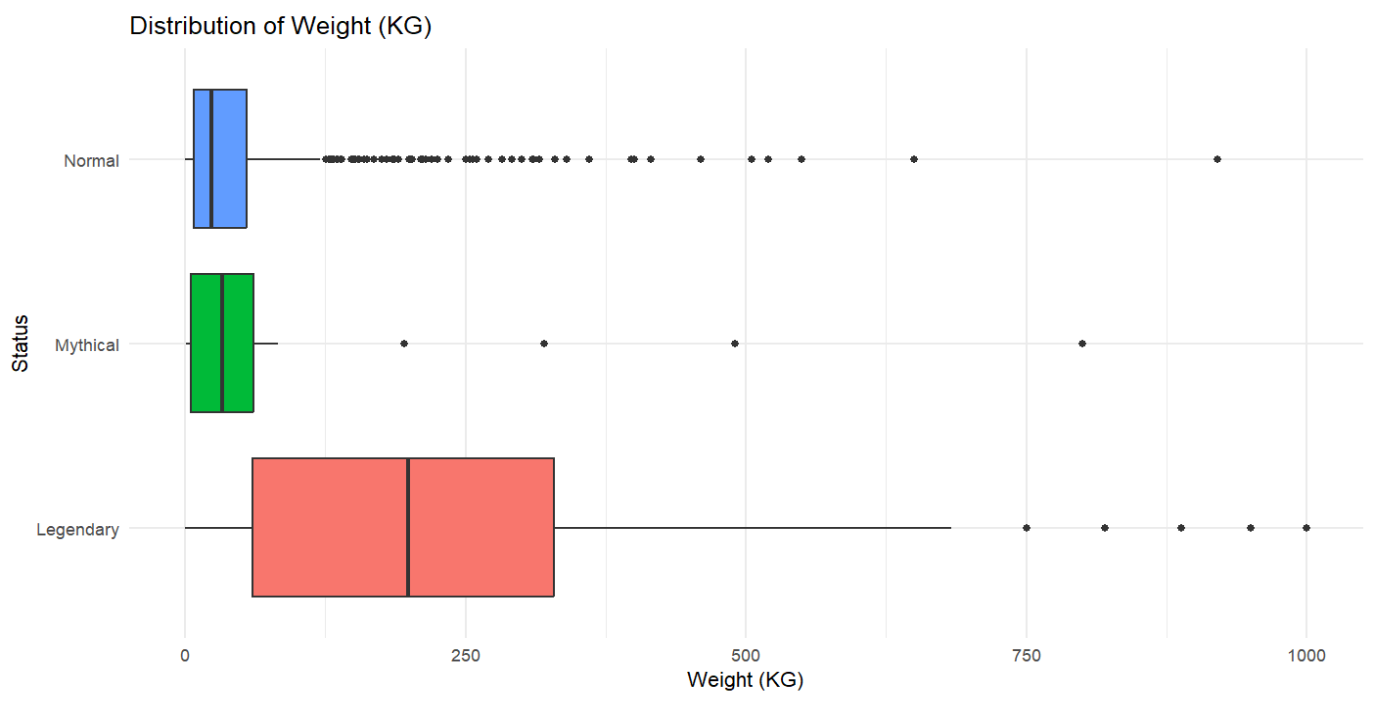 Distribution of Weight (KG)
Status
Normal
Mythical
Legendary
0 250 500 750 1000
Weight (KG)